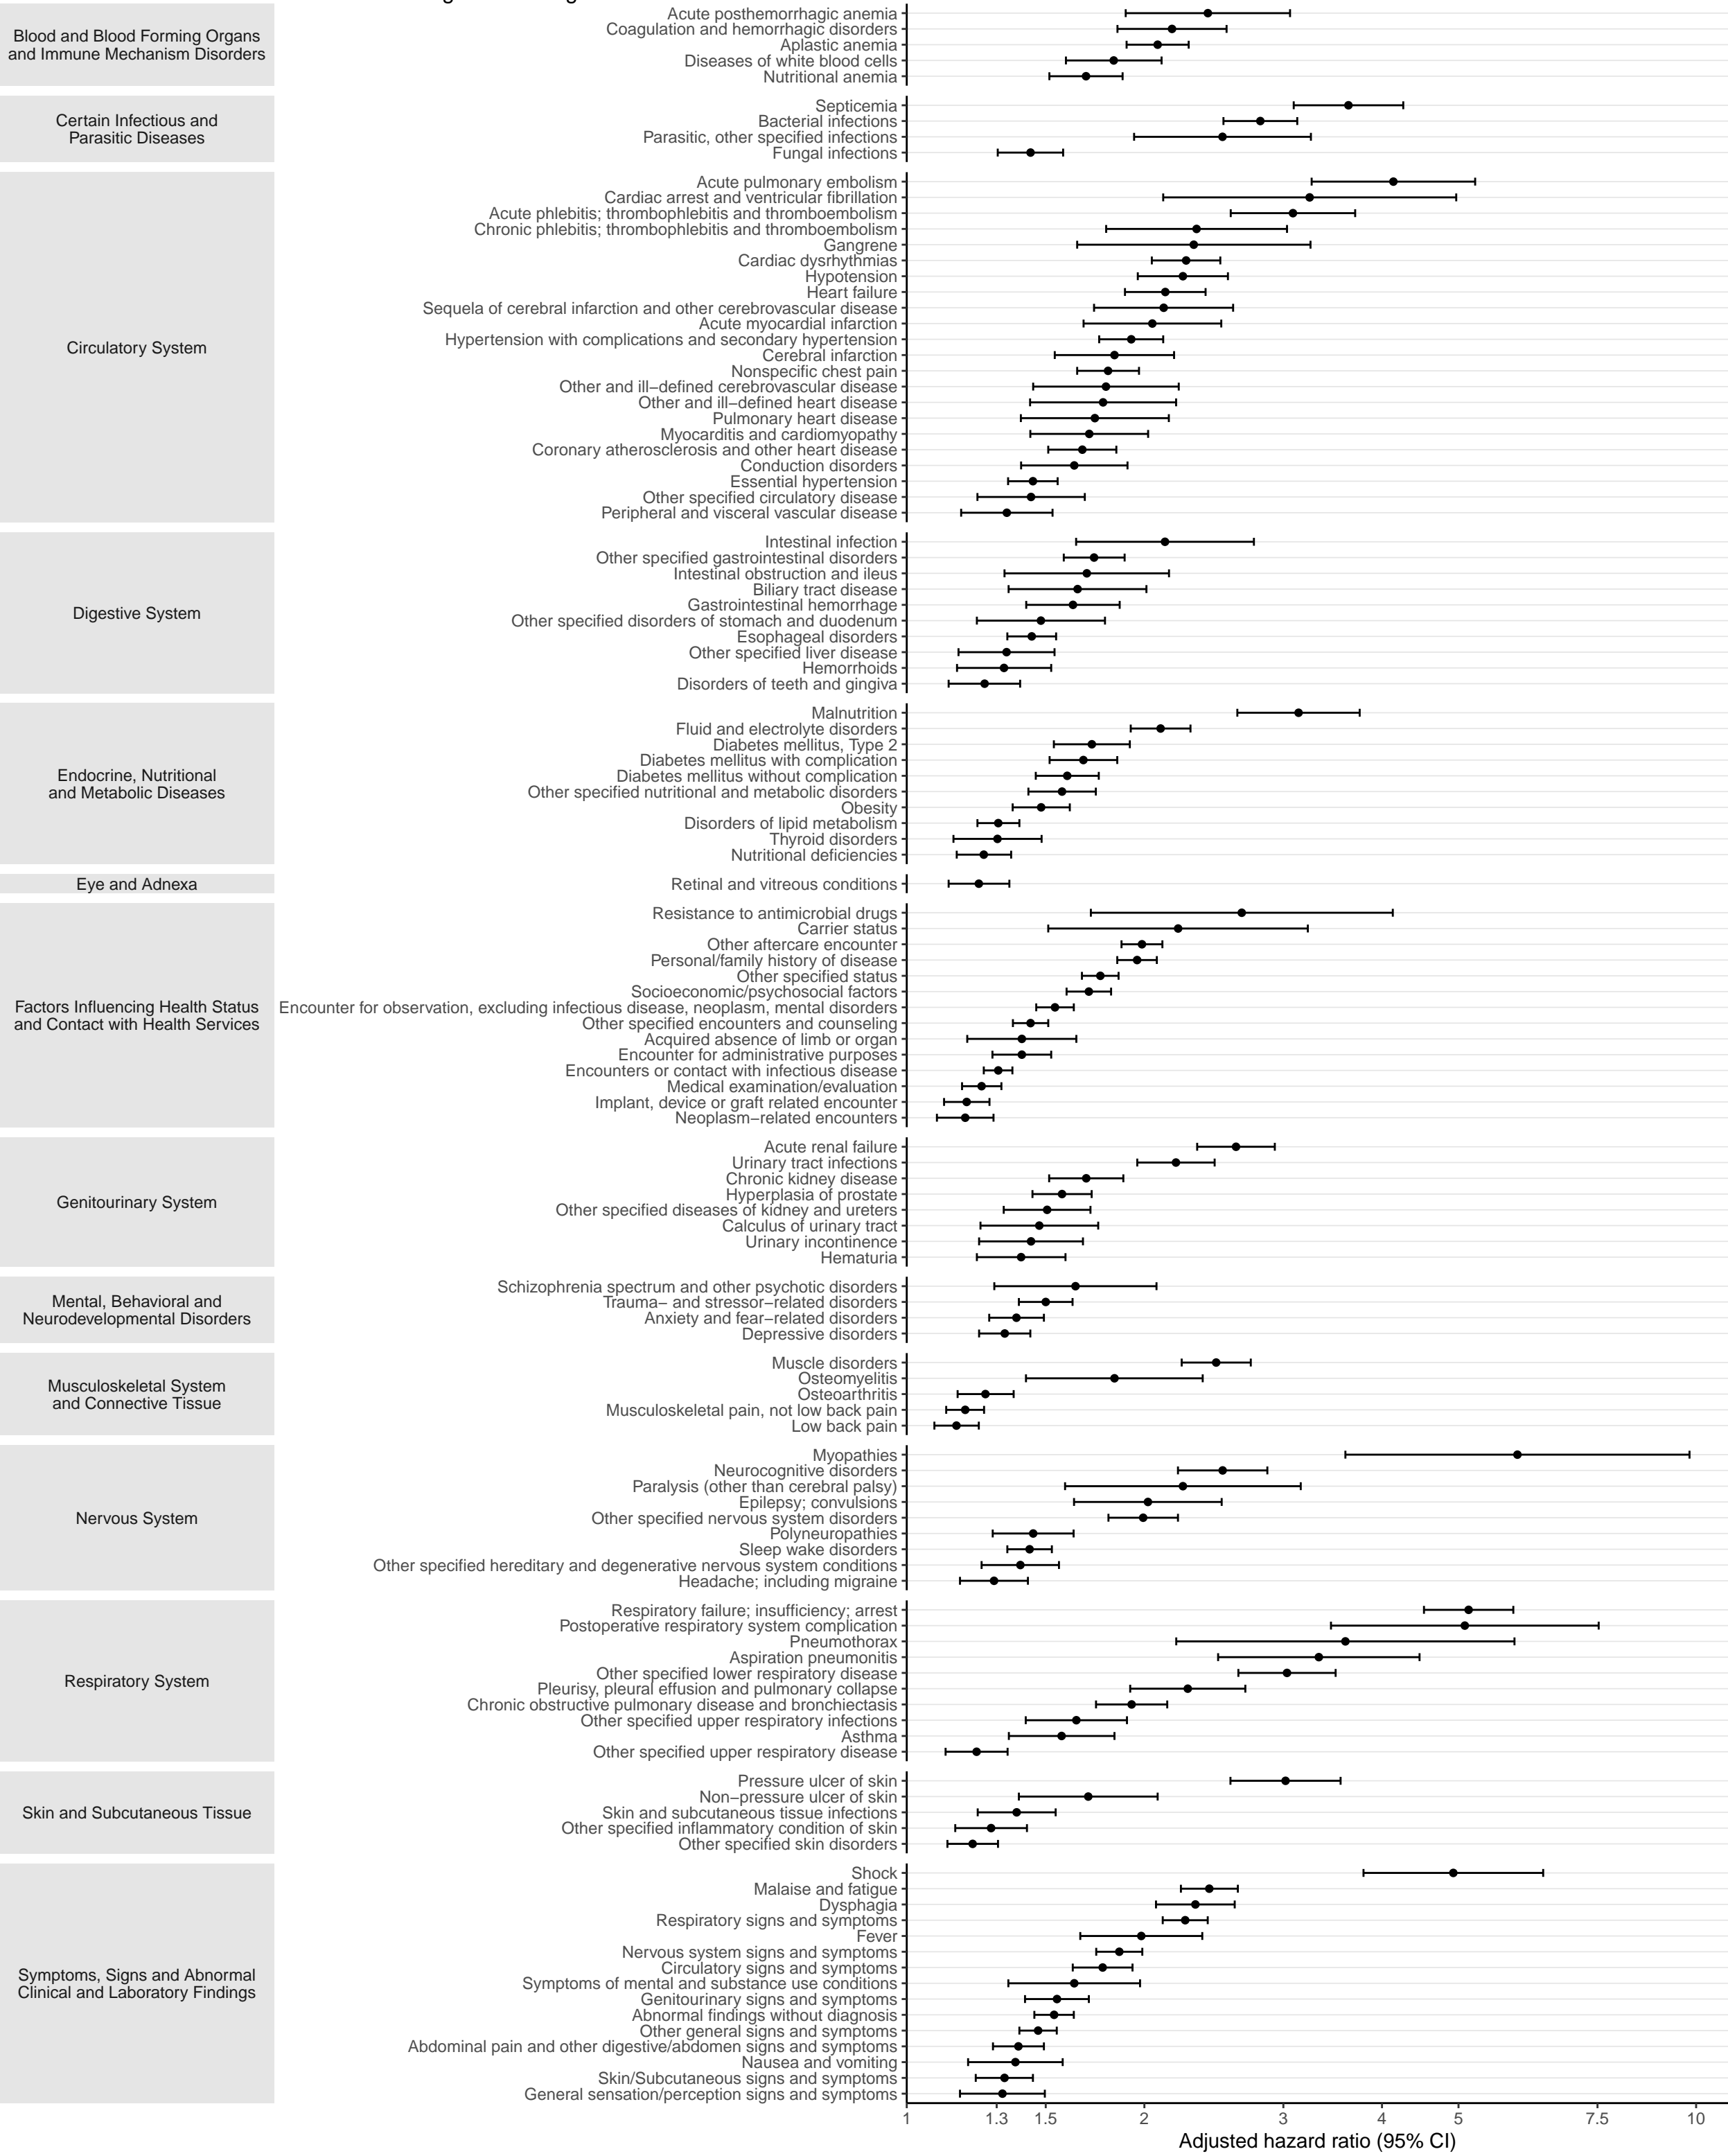 Blood and Blood Forming Organs
and Immune Mechanism Disorders
Acute posthemorrhagic anemia
Coagulation and hemorrhagic disorders
Aplastic anemia
Diseases of white blood cells
Nutritional anemia
Certain Infectious and
Parasitic Diseases
Septicemia
Bacterial infections
Parasitic, other specified infections
Fungal infections
Circulatory System
Acute pulmonary embolism
Cardiac arrest and ventricular fibrillation
Acute phlebitis; thrombophlebitis and thromboembolism
Chronic phlebitis; thrombophlebitis and thromboembolism
Gangrene
Cardiac dysrhythmias
Hypotension
Heart failure
Sequela of cerebral infarction and other cerebrovascular disease
Acute myocardial infarction
Hypertension with complications and secondary hypertension
Cerebral infarction
Nonspecific chest pain
Other and ill−defined cerebrovascular disease
Other and ill−defined heart disease
Pulmonary heart disease
Myocarditis and cardiomyopathy
Coronary atherosclerosis and other heart disease
Conduction disorders
Essential hypertension
Other specified circulatory disease
Peripheral and visceral vascular disease
Digestive System
Intestinal infection
Other specified gastrointestinal disorders
Intestinal obstruction and ileus
Biliary tract disease
Gastrointestinal hemorrhage
Other specified disorders of stomach and duodenum
Esophageal disorders
Other specified liver disease
Hemorrhoids
Disorders of teeth and gingiva
Endocrine, Nutritional
and Metabolic Diseases
Malnutrition
Fluid and electrolyte disorders
Diabetes mellitus, Type 2
Diabetes mellitus with complication
Diabetes mellitus without complication
Other specified nutritional and metabolic disorders
Obesity
Disorders of lipid metabolism
Thyroid disorders
Nutritional deficiencies
Eye and Adnexa
Retinal and vitreous conditions
Factors Influencing Health Status
and Contact with Health Services
Resistance to antimicrobial drugs
Carrier status
Other aftercare encounter
Personal/family history of disease
Other specified status
Socioeconomic/psychosocial factors
Encounter for observation, excluding infectious disease, neoplasm, mental disorders
Other specified encounters and counseling
Acquired absence of limb or organ
Encounter for administrative purposes
Encounters or contact with infectious disease
Medical examination/evaluation
Implant, device or graft related encounter
Neoplasm−related encounters
Genitourinary System
Acute renal failure
Urinary tract infections
Chronic kidney disease
Hyperplasia of prostate
Other specified diseases of kidney and ureters
Calculus of urinary tract
Urinary incontinence
Hematuria
Mental, Behavioral and
Neurodevelopmental Disorders
Schizophrenia spectrum and other psychotic disorders
Trauma− and stressor−related disorders
Anxiety and fear−related disorders
Depressive disorders
Musculoskeletal System
and Connective Tissue
Muscle disorders
Osteomyelitis
Osteoarthritis
Musculoskeletal pain, not low back pain
Low back pain
Nervous System
Myopathies
Neurocognitive disorders
Paralysis (other than cerebral palsy)
Epilepsy; convulsions
Other specified nervous system disorders
Polyneuropathies
Sleep wake disorders
Other specified hereditary and degenerative nervous system conditions
Headache; including migraine
Respiratory System
Respiratory failure; insufficiency; arrest
Postoperative respiratory system complication
Pneumothorax
Aspiration pneumonitis
Other specified lower respiratory disease
Pleurisy, pleural effusion and pulmonary collapse
Chronic obstructive pulmonary disease and bronchiectasis
Other specified upper respiratory infections
Asthma
Other specified upper respiratory disease
Skin and Subcutaneous Tissue
Pressure ulcer of skin
Non−pressure ulcer of skin
Skin and subcutaneous tissue infections
Other specified inflammatory condition of skin
Other specified skin disorders
Symptoms, Signs and Abnormal
Clinical and Laboratory Findings
Shock
Malaise and fatigue
Dysphagia
Respiratory signs and symptoms
Fever
Nervous system signs and symptoms
Circulatory signs and symptoms
Symptoms of mental and substance use conditions
Genitourinary signs and symptoms
Abnormal findings without diagnosis
Other general signs and symptoms
Abdominal pain and other digestive/abdomen signs and symptoms
Nausea and vomiting
Skin/Subcutaneous signs and symptoms
General sensation/perception signs and symptoms
1 1.3 1.5 2 3 4 5 7.5 10
Adjusted hazard ratio (95% CI)